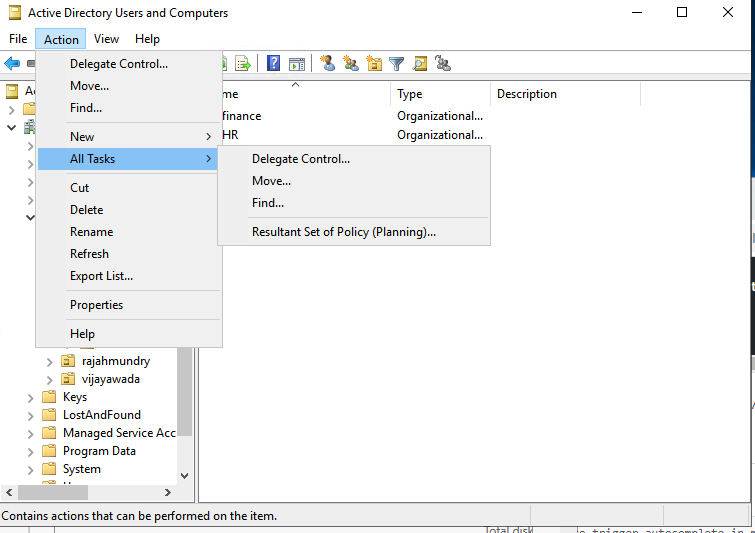 Active Directory Users and Computers
File Action View Help
Delegate Control...
Move...
Find...
New
All Tasks
Cut
Delete
Rename
Refresh
Export List...
Properties
Help
Delegate Control...
Move...
Find...
Resultant Set of Policy (Planning)...
Type Description
finance Organizational...
HR Organizational...
rajahmundry
vijayawada
Keys
LostAndFound
Managed Service Acc
Program Data
System
Contains actions that can be performed on the item.
Total disk
trigger autocomplete in